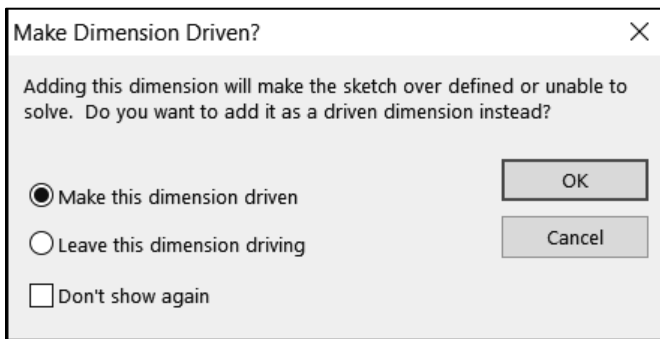 Make Dimension Driven?
Adding this dimension will make the sketch over defined or unable to
solve.  Do you want to add it as a driven dimension instead?
Make this dimension driven
OK
Leave this dimension driving
Cancel
Don't show again